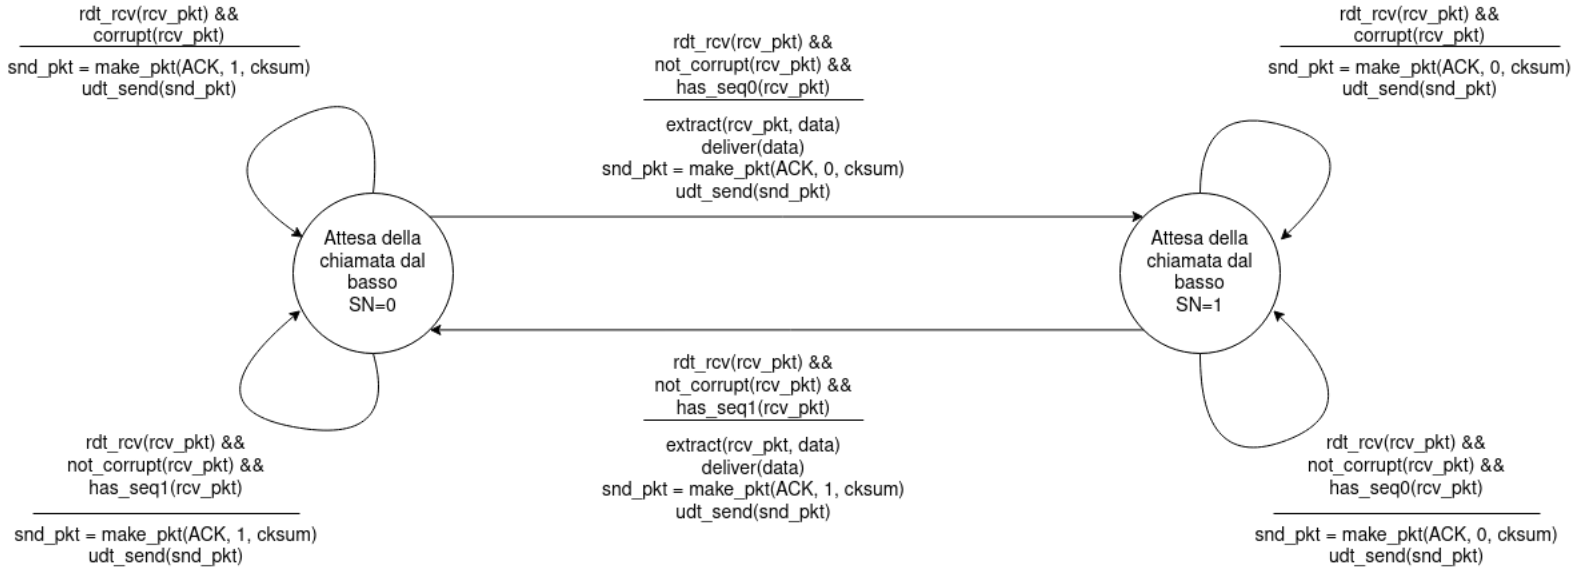 rdt_rcv(rcv_pkt) &&
corrupt(rcv_pkt)
snd_pkt = make_pkt(ACK, 1, cksum)
udt_send(snd_pkt)
rdt_rcv(rcv_pkt) &&
not_corrupt(rcv_pkt) &&
has_seq0(rcv_pkt)
extract(rcv_pkt, data)
deliver(data)
snd_pkt = make_pkt(ACK, 0, cksum)
udt_send(snd_pkt)
rdt_rcv(rcv_pkt) &&
corrupt(rcv_pkt)
snd_pkt = make_pkt(ACK, 0, cksum)
udt_send(snd_pkt)
Attesa della
chiamata dal
basso
SN=0
Attesa della
chiamata dal
basso
SN=1
rdt_rcv(rcv_pkt) &&
not_corrupt(rcv_pkt) &&
has_seq1(rcv_pkt)
snd_pkt = make_pkt(ACK, 1, cksum)
udt_send(snd_pkt)
rdt_rcv(rcv_pkt) &&
not_corrupt(rcv_pkt) &&
has_seq1(rcv_pkt)
extract(rcv_pkt, data)
deliver(data)
snd_pkt = make_pkt(ACK, 1, cksum)
udt_send(snd_pkt)
rdt_rcv(rcv_pkt) &&
not_corrupt(rcv_pkt) &&
has_seq0(rcv_pkt)
snd_pkt = make_pkt(ACK, 0, cksum)
udt_send(snd_pkt)